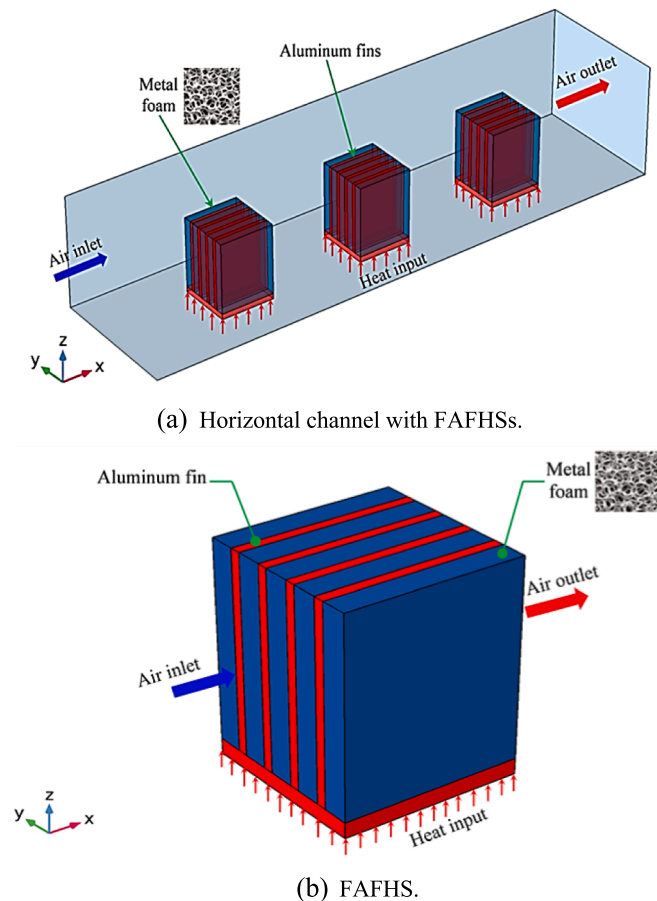 Aluminum fins
Air outlet
Metal
foam
Air inlet
Heat input
z
y
x
(a) Horizontal channel with FAFHSs.
Aluminum fin
Metal
foam
Air outlet
Air inlet
z
y
x
Heat input
(b) FAFHS.